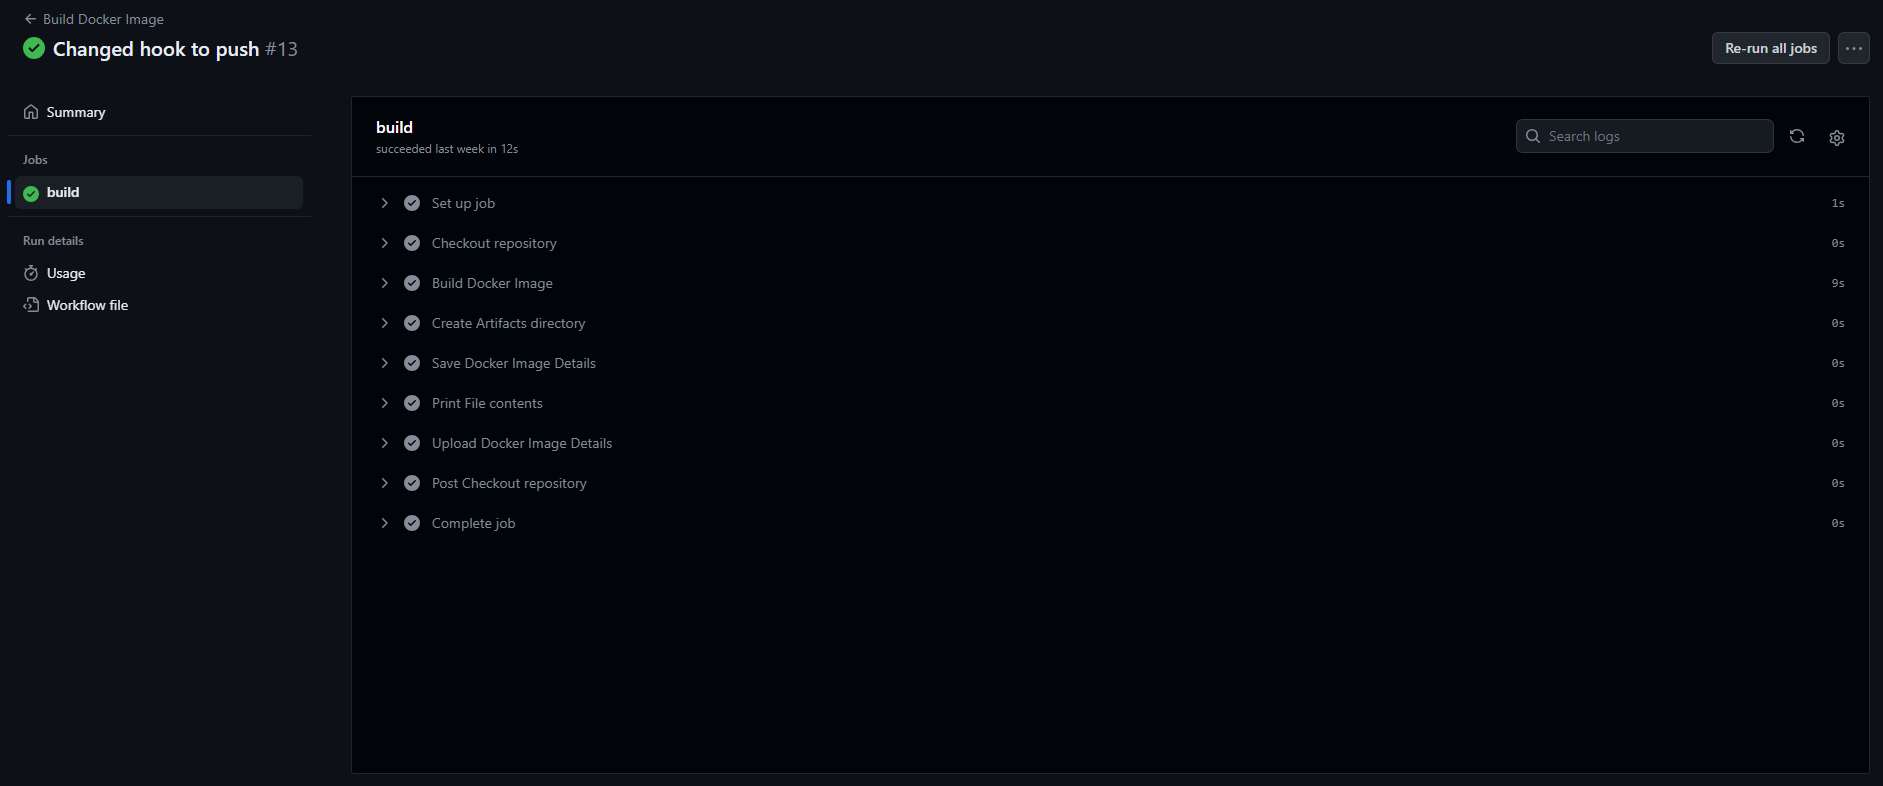 Build Docker Image
Changed hook to push #13
Re-run all jobs
Summary
Jobs
build
Run details
Usage
Workflow file
build
succeeded last week in 12s
Search logs
Set up job 1s
Checkout repository 0s
Build Docker Image 9s
Create Artifacts directory 0s
Save Docker Image Details 0s
Print File contents 0s
Upload Docker Image Details 0s
Post Checkout repository 0s
Complete job 0s